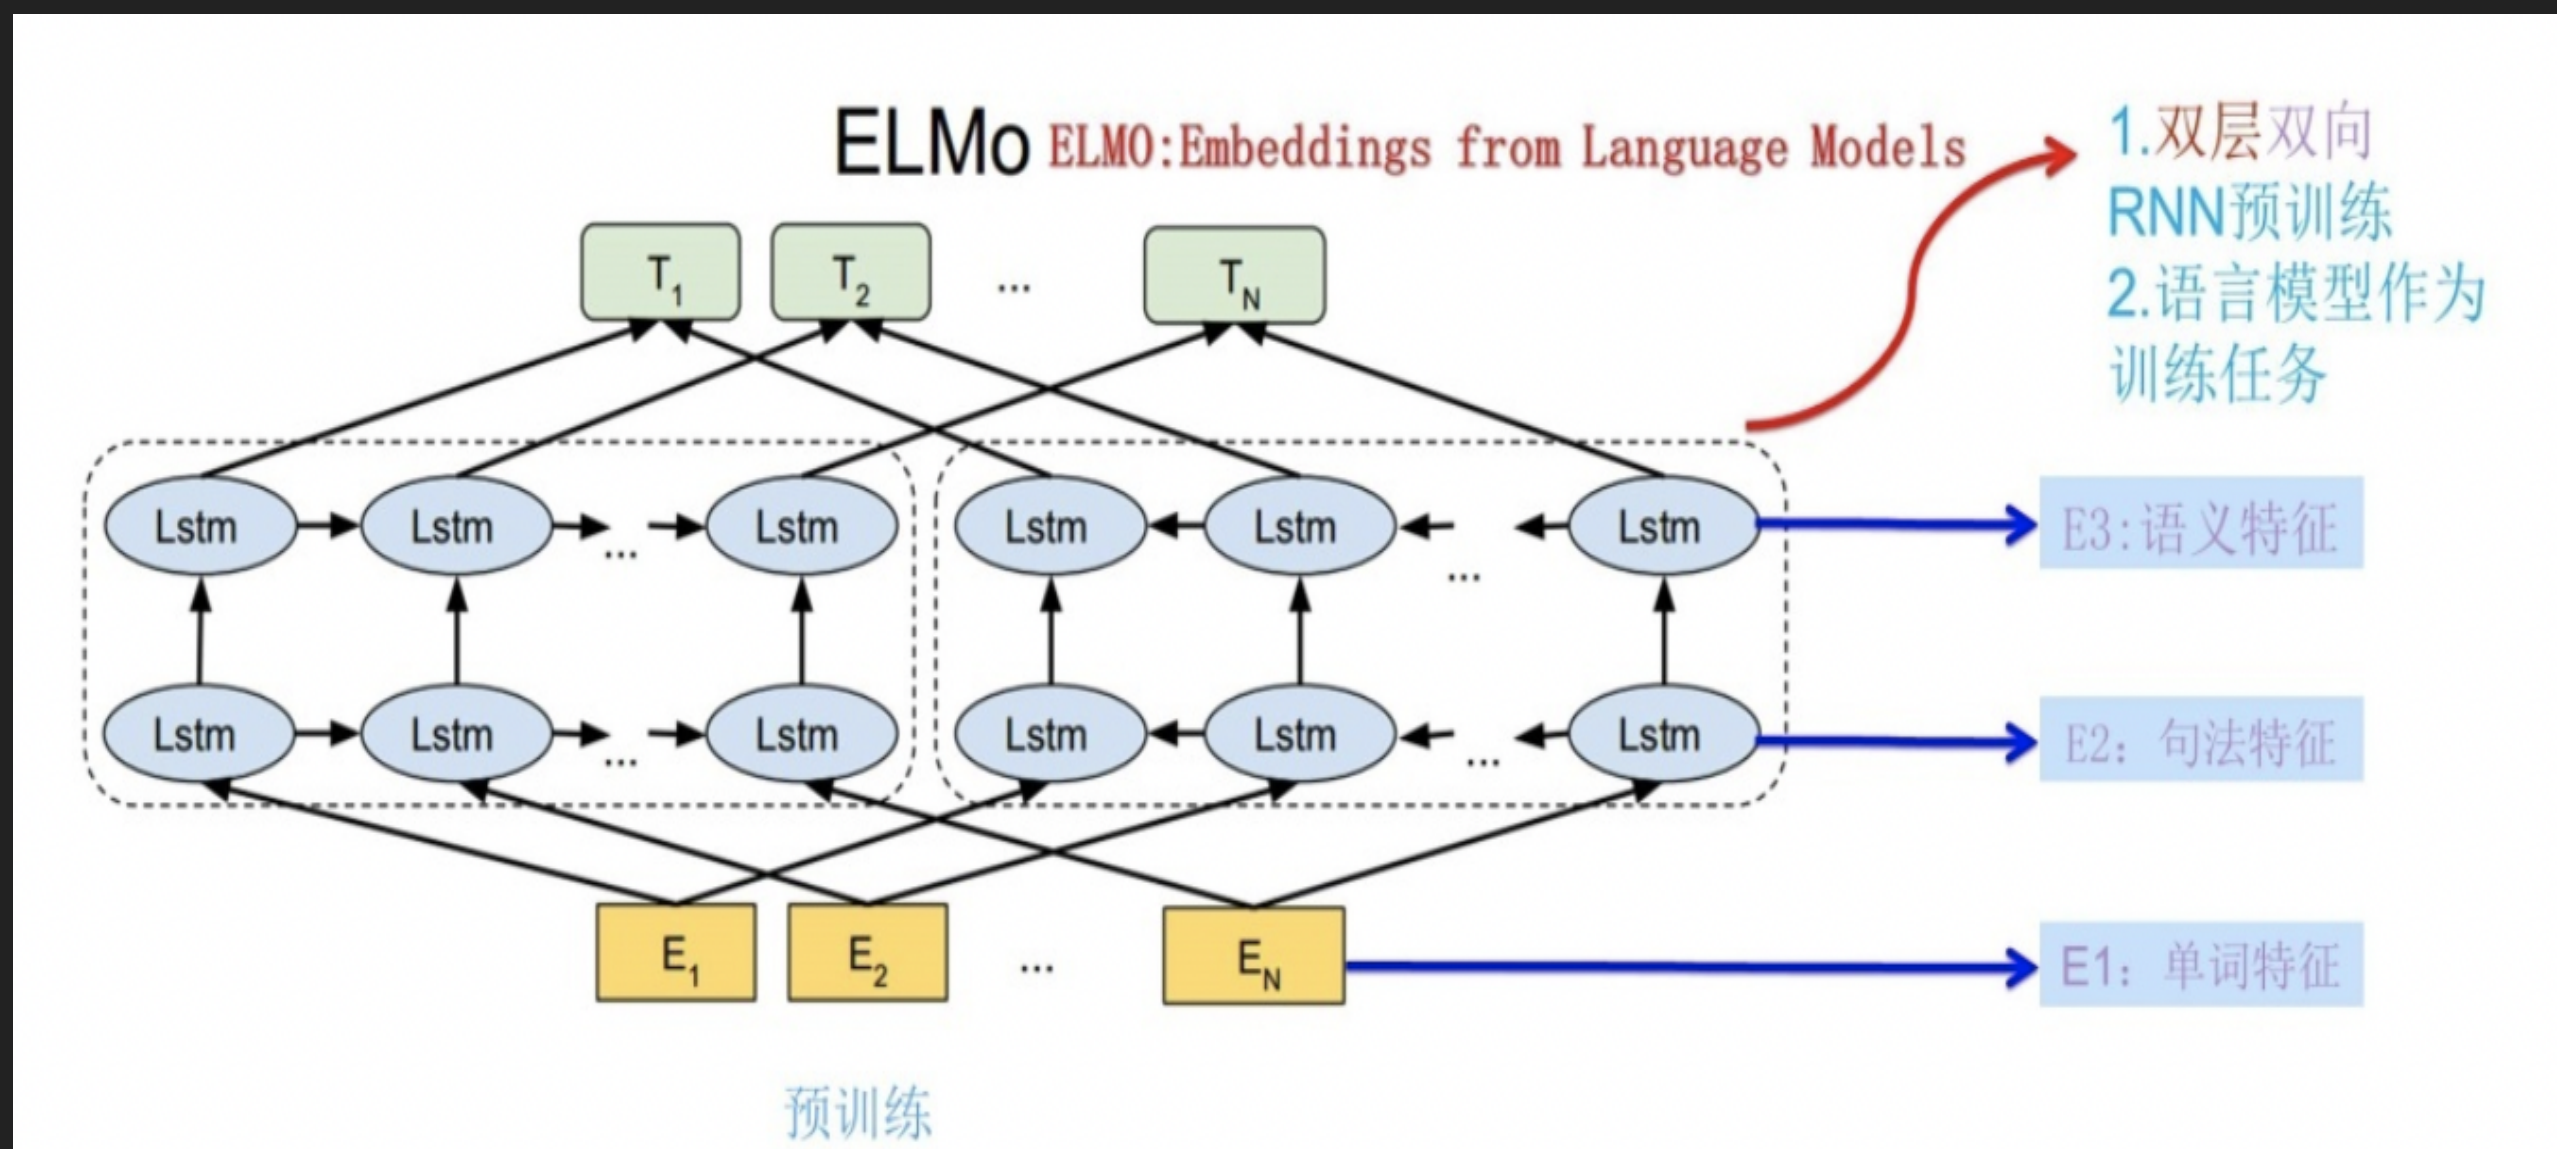 ELMo ELMO:Embeddings from Language Models
1.双层双向
RNN预训练
2.语言模型作为
训练任务
T1 T2 ... TN
Lstm Lstm ... Lstm Lstm Lstm ... Lstm
E3:语义特征
Lstm Lstm ... Lstm Lstm Lstm ... Lstm
E2：句法特征
E1 E2 ... EN
E1：单词特征
预训练